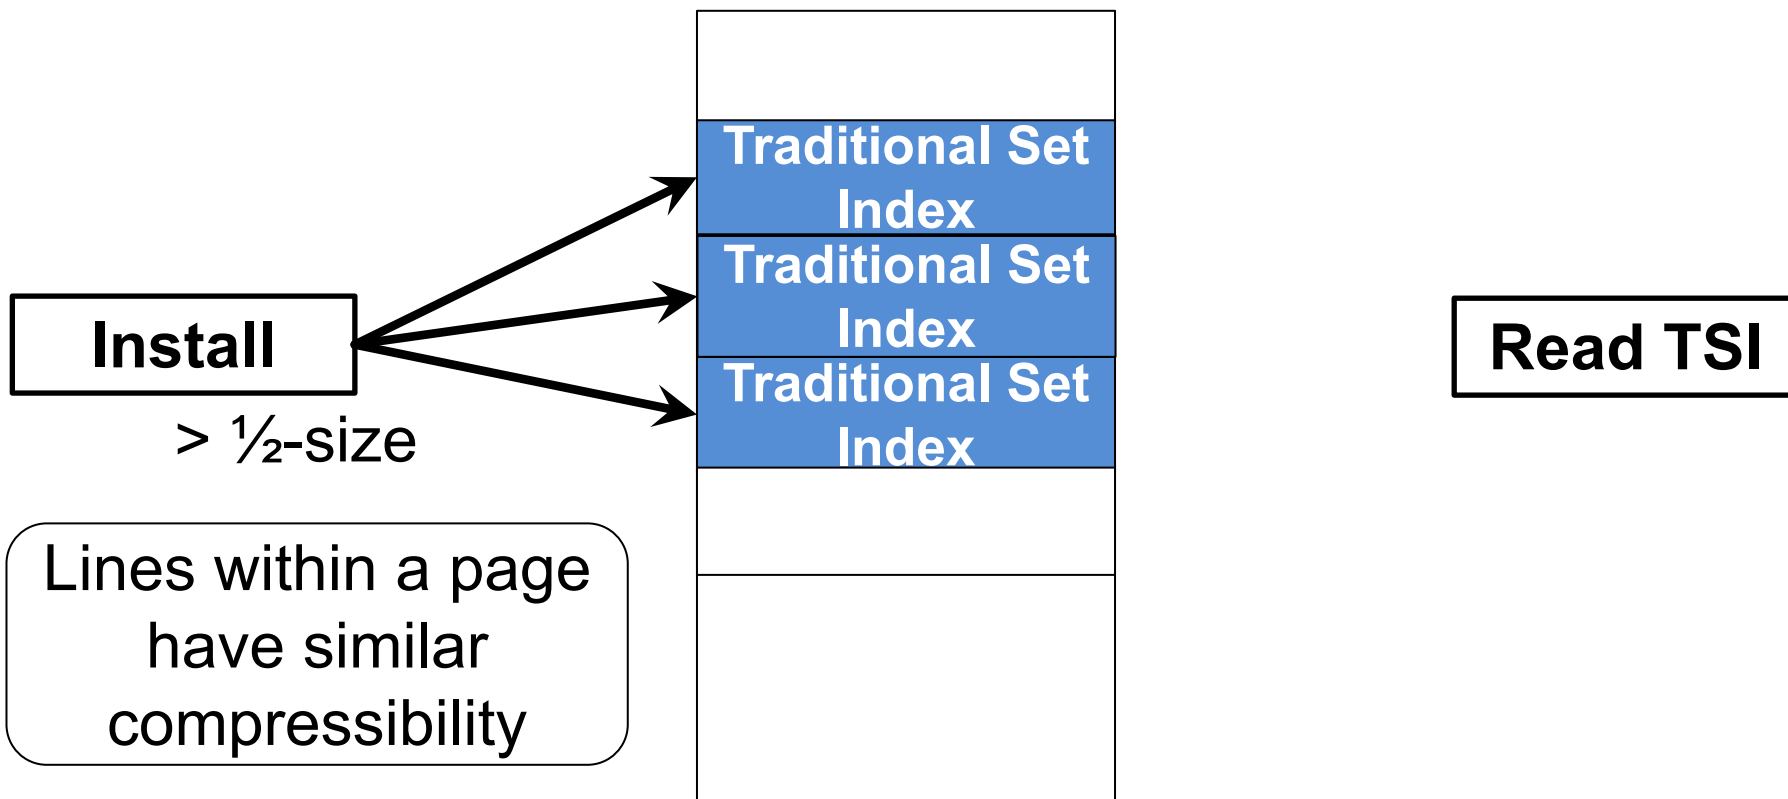 Traditional Set
Index
Traditional Set
Index
Traditional Set
Index
Install
> ½-size
Read TSI
Lines within a page
have similar
compressibility